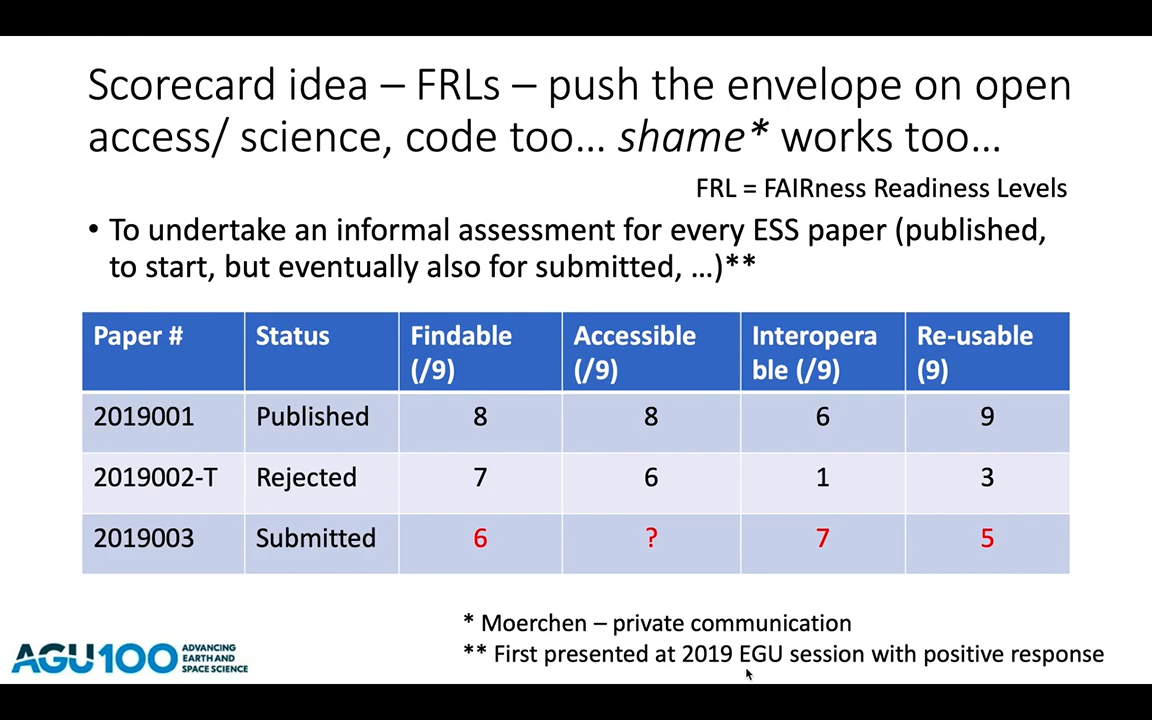 Scorecard idea – FRLs – push the envelope on open
access/ science, code too… shame* works too…
FRL = FAIRness Readiness Levels
• To undertake an informal assessment for every ESS paper (published,
to start, but eventually also for submitted, …)**
Paper # Status Findable (/9) Accessible (/9) Interopera ble (/9) Re-usable (9)
2019001 Published 8 8 6 9
2019002-T Rejected 7 6 1 3
2019003 Submitted 6 ? 7 5
* Moerchen – private communication
** First presented at 2019 EGU session with positive response
AGU100 ADVANCING
EARTH AND
SPACE SCIENCE